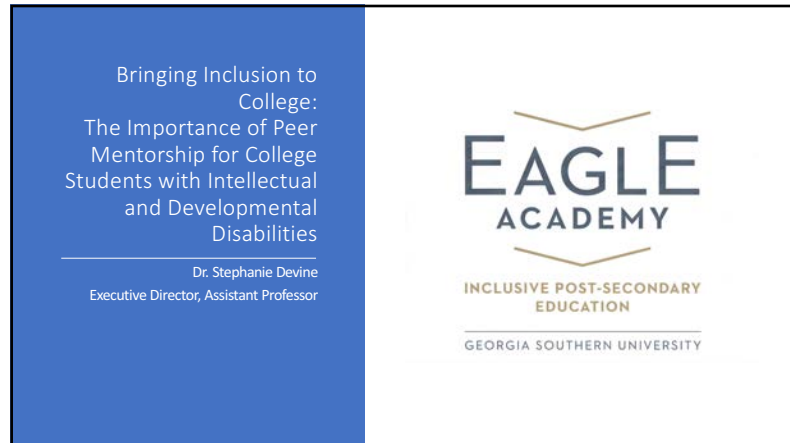 Bringing Inclusion to
College:
The Importance of Peer
Mentorship for College
Students with Intellectual
and Developmental
Disabilities
Dr. Stephanie Devine
Executive Director, Assistant Professor
EAGLE
ACADEMY
INCLUSIVE POST-SECONDARY
EDUCATION
GEORGIA SOUTHERN UNIVERSITY